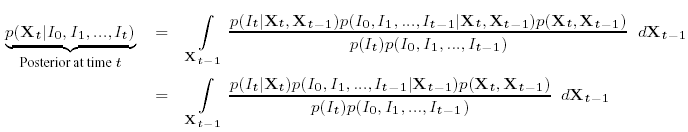 p(X_t|I_0, I_1, ..., I_t) = ∫_{X_{t−1}} \frac{p(I_t|X_t, X_{t−1})p(I_0, I_1, ..., I_{t−1}|X_t, X_{t−1})p(X_t, X_{t−1})}{p(I_t)p(I_0, I_1, ..., I_{t−1})} dX_{t−1}
Posterior at time t
= ∫_{X_{t−1}} \frac{p(I_t|X_t)p(I_0, I_1, ..., I_{t−1}|X_{t−1})p(X_t, X_{t−1})}{p(I_t)p(I_0, I_1, ..., I_{t−1})} dX_{t−1}